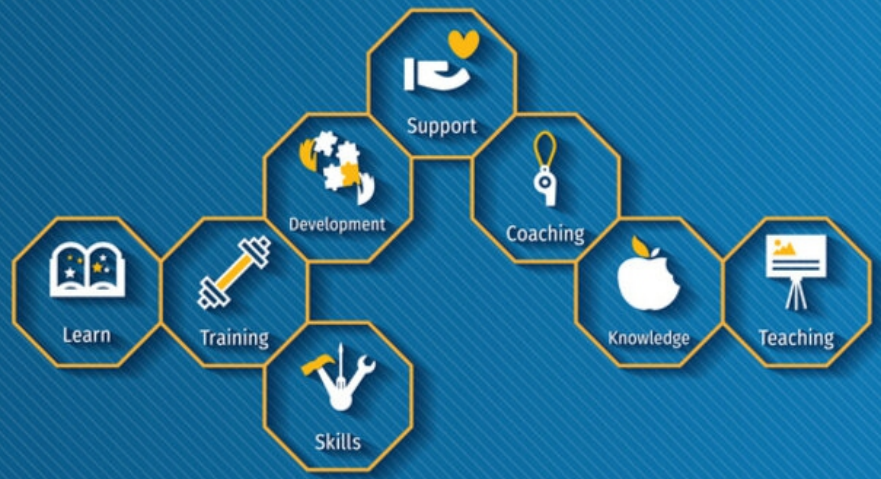 Support
Development
Coaching
Learn
Training
Knowledge
Teaching
Skills